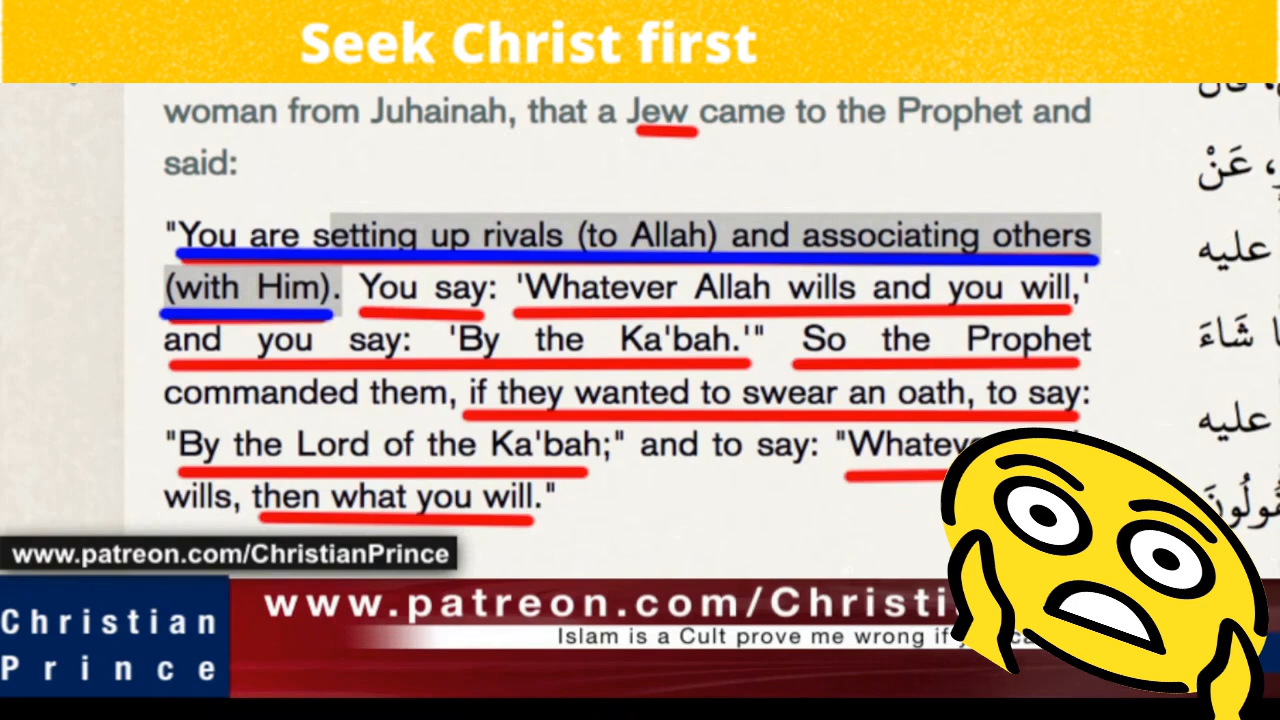 Seek Christ first
woman from Juhainah, that a Jew came to the Prophet and
said:
"You are setting up rivals (to Allah) and associating others
(with Him). You say: 'Whatever Allah wills and you will,'
and you say: 'By the Ka'bah.'" So the Prophet
commanded them, if they wanted to swear an oath, to say:
"By the Lord of the Ka'bah;" and to say:
wills, then what you will."
عَنْ
عليه
شَاءَ
عليه
www.patreon.com/ChristianPrince
www.patreon.com/Christi
Islam is a Cult prove me wrong if
Christian
Prince